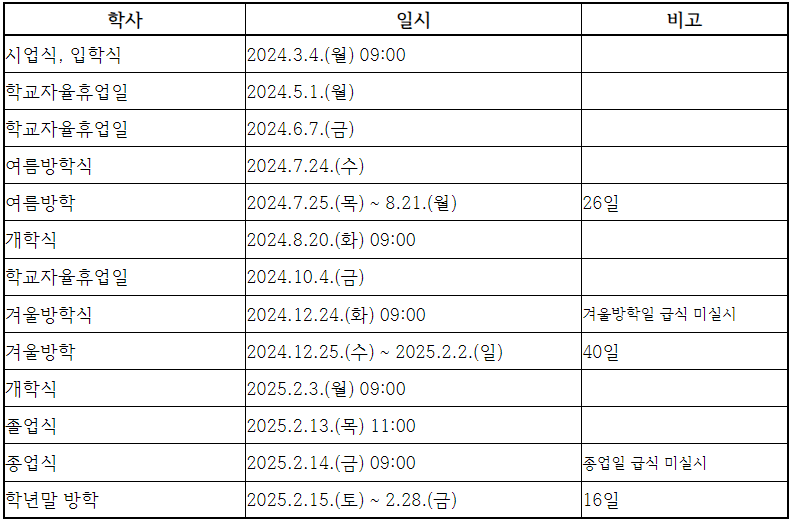 학사 일시 비고
시업식, 입학식 2024.3.4.(월) 09:00
학교자율휴업일 2024.5.1.(월)
학교자율휴업일 2024.6.7.(금)
여름방학식 2024.7.24.(수)
여름방학 2024.7.25.(목) ~ 8.21.(월) 26일
개학식 2024.8.20.(화) 09:00
학교자율휴업일 2024.10.4.(금)
겨울방학식 2024.12.24.(화) 09:00 겨울방학일 급식 미실시
겨울방학 2024.12.25.(수) ~ 2025.2.2.(일) 40일
개학식 2025.2.3.(월) 09:00
졸업식 2025.2.13.(목) 11:00
종업식 2025.2.14.(금) 09:00 종업일 급식 미실시
학년말 방학 2025.2.15.(토) ~ 2.28.(금) 16일